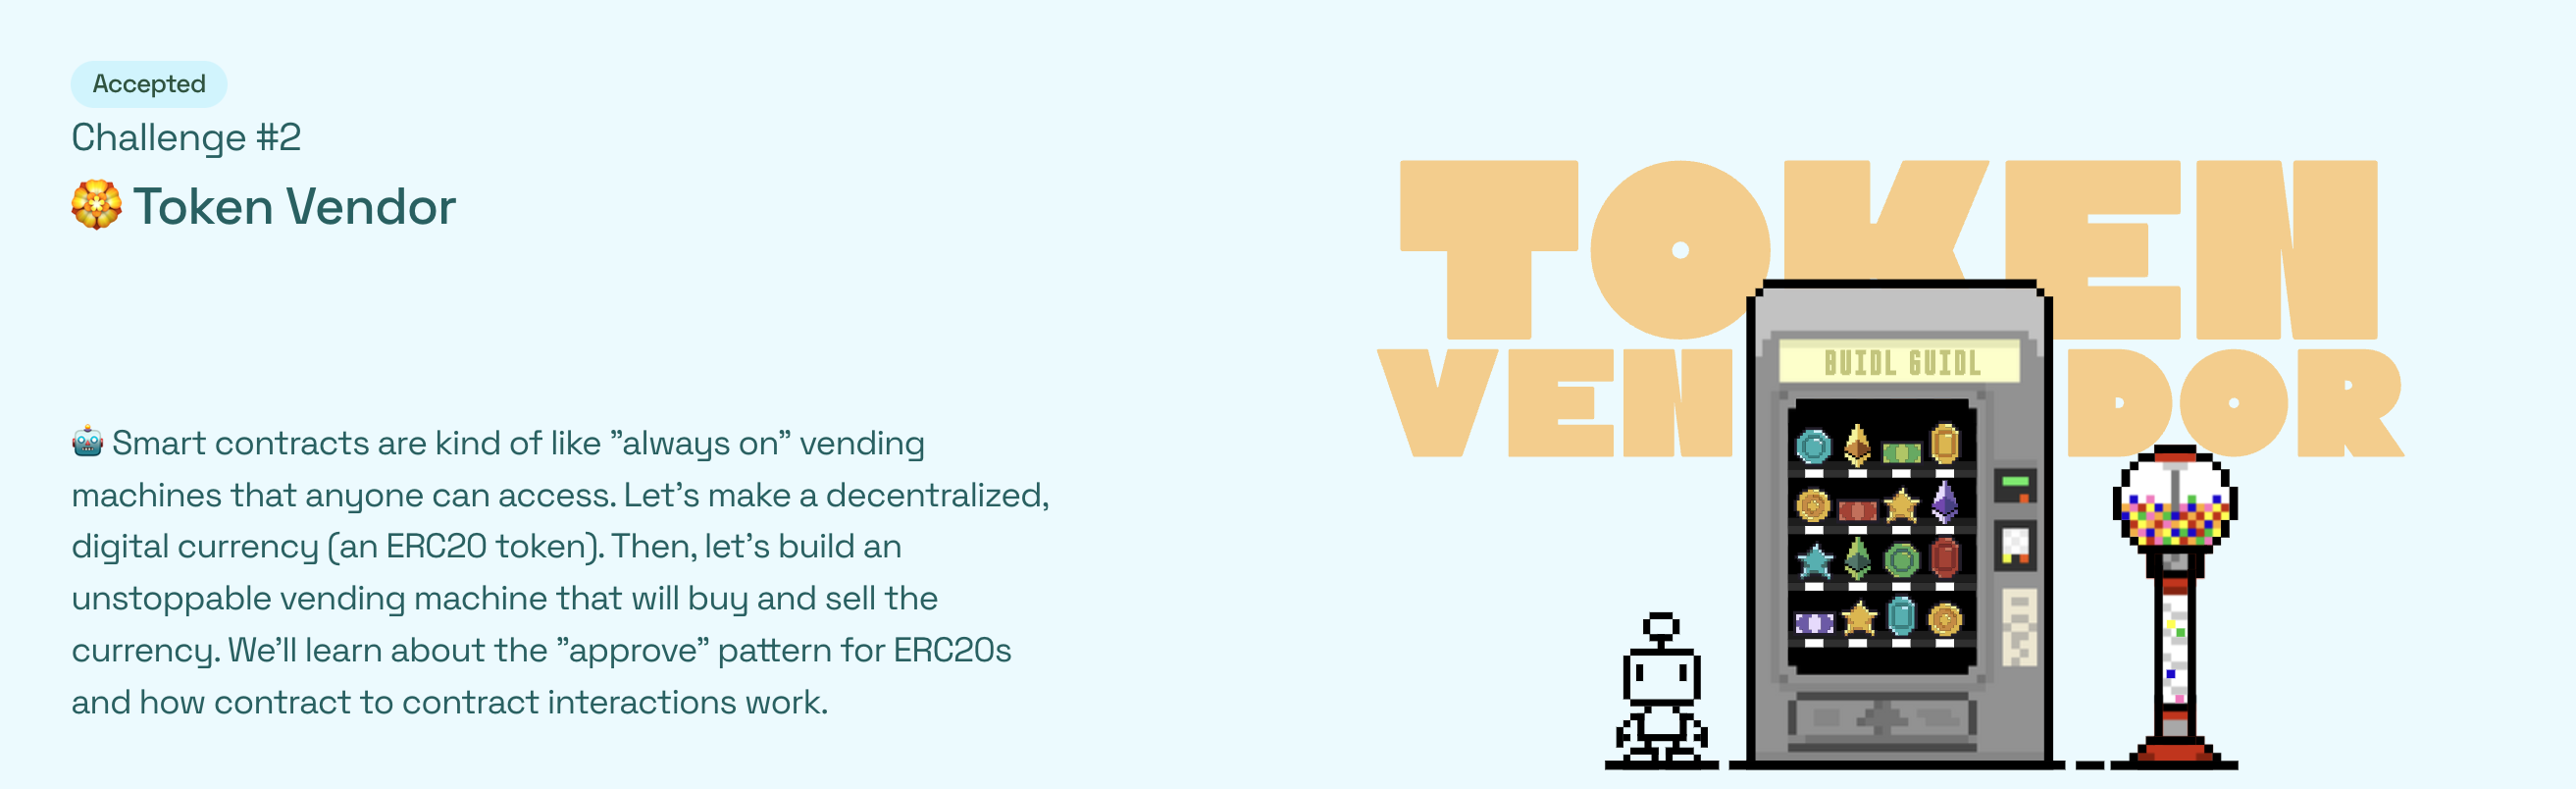 Accepted
Challenge #2
🏵 Token Vendor
🤖 Smart contracts are kind of like ”always on” vending
machines that anyone can access. Let’s make a decentralized,
digital currency (an ERC20 token). Then, let’s build an
unstoppable vending machine that will buy and sell the
currency. We’ll learn about the ”approve” pattern for ERC20s
and how contract to contract interactions work.
TOKEN
VENDOR
BUIDL GUIDL